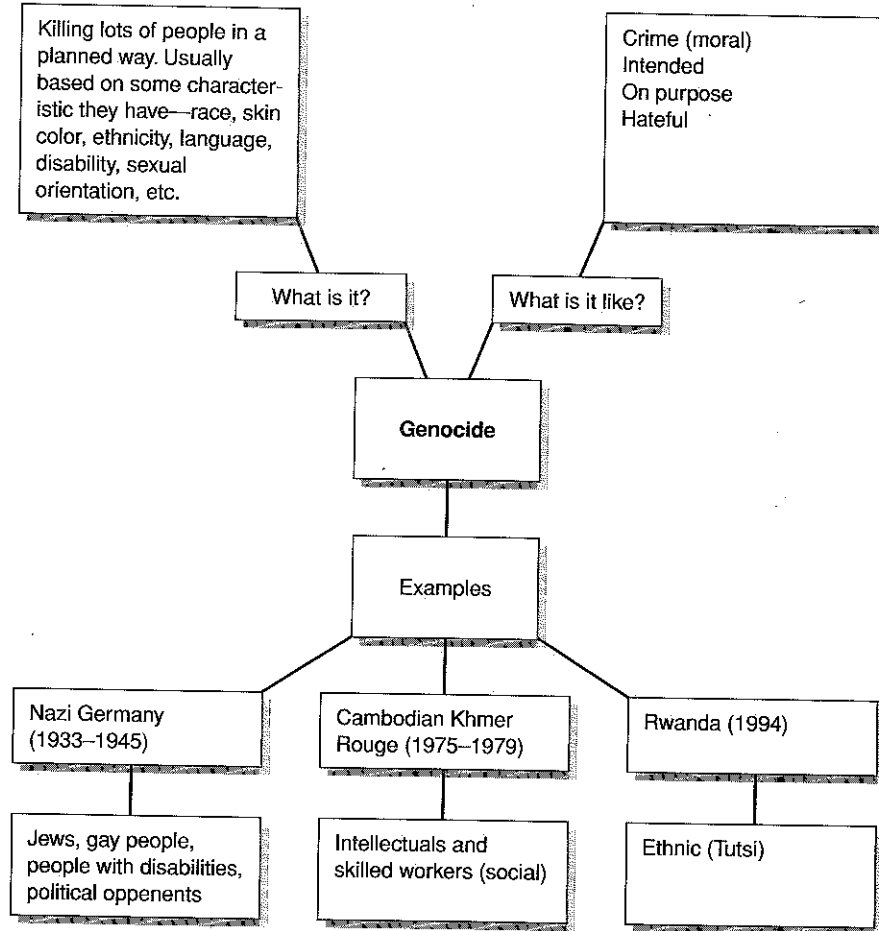 Killing lots of people in a
planned way. Usually
based on some character-
istic they have—race, skin
color, ethnicity, language,
disability, sexual
orientation, etc.
Crime (moral)
Intended
On purpose
Hateful
What is it?
What is it like?
Genocide
Examples
Nazi Germany
(1933–1945)
Cambodian Khmer
Rouge (1975–1979)
Rwanda (1994)
Jews, gay people,
people with disabilities,
political oppenents
Intellectuals and
skilled workers (social)
Ethnic (Tutsi)